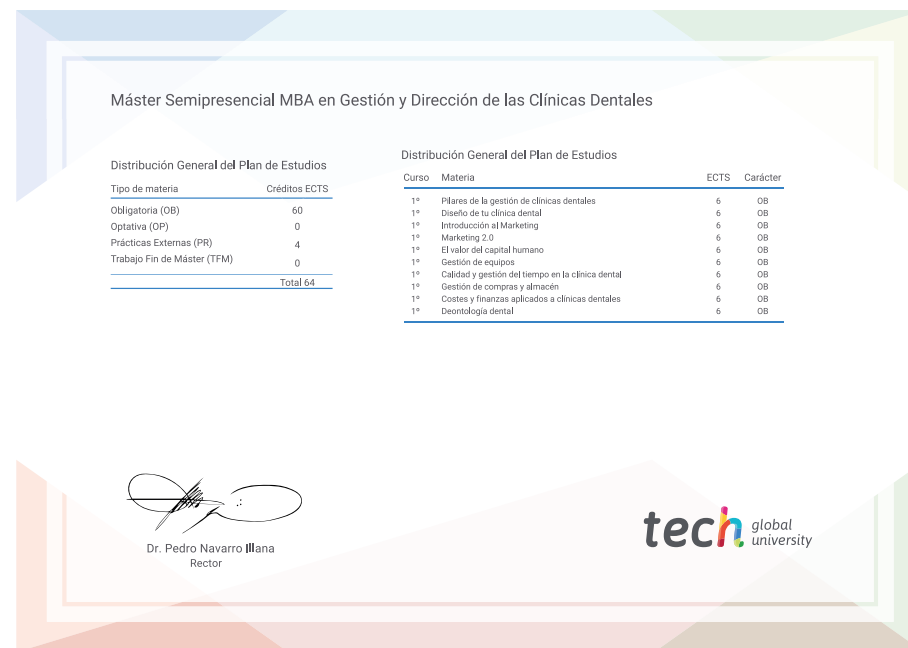 Máster Semipresencial MBA en Gestión y Dirección de las Clínicas Dentales
Distribución General del Plan de Estudios
Tipo de materia Créditos ECTS
Obligatoria (OB) 60
Optativa (OP) 0
Prácticas Externas (PR) 4
Trabajo Fin de Máster (TFM) 0
Total 64
Distribución General del Plan de Estudios
Curso Materia ECTS Carácter
1º Pilares de la gestión de clínicas dentales 6 OB
1º Diseño de tu clínica dental 6 OB
1º Introducción al Marketing 6 OB
1º Marketing 2.0 6 OB
1º El valor del capital humano 6 OB
1º Gestión de equipos 6 OB
1º Calidad y gestión del tiempo en la clínica dental 6 OB
1º Gestión de compras y almacén 6 OB
1º Costes y finanzas aplicados a clínicas dentales 6 OB
1º Deontología dental 6 OB
Dr. Pedro Navarro Illana
Rector
tech global
university